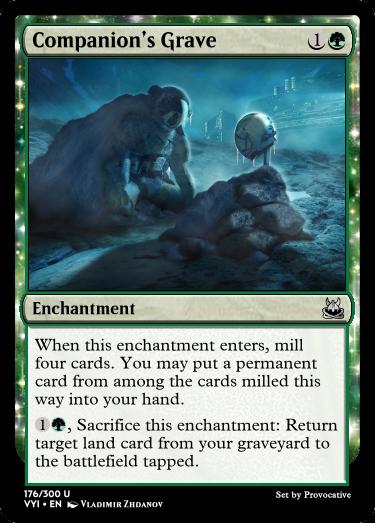 Companion's Grave 1
Enchantment
When this enchantment enters, mill
four cards. You may put a permanent
card from among the cards milled this
way into your hand.
1, Sacrifice this enchantment: Return
target land card from your graveyard to
the battlefield tapped.
176/300 U
VYI • EN Vladimir Zhdanov
Set by Provocative